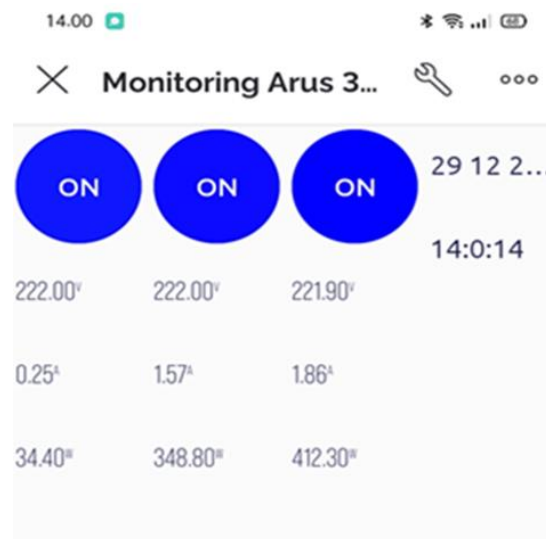 14.00 68
Monitoring Arus 3...
ON ON ON 29 12 2...
14:0:14
222.00V 222.00V 221.90V
0.25A 1.57A 1.86A
34.40W 348.80W 412.30W